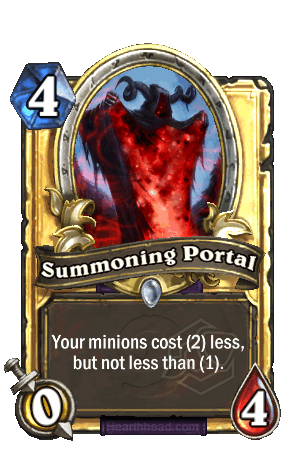 4
Summoning Portal
Your minions cost (2) less,
but not less than (1).
0
4
Hearthhead.com